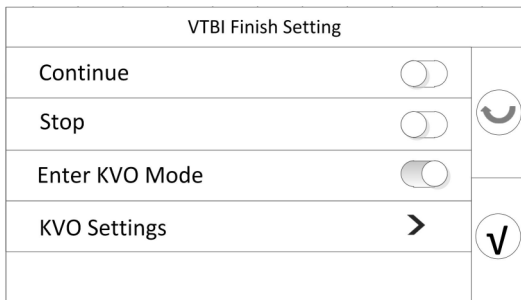 VTBI Finish Setting
Continue
Stop
Enter KVO Mode
KVO Settings